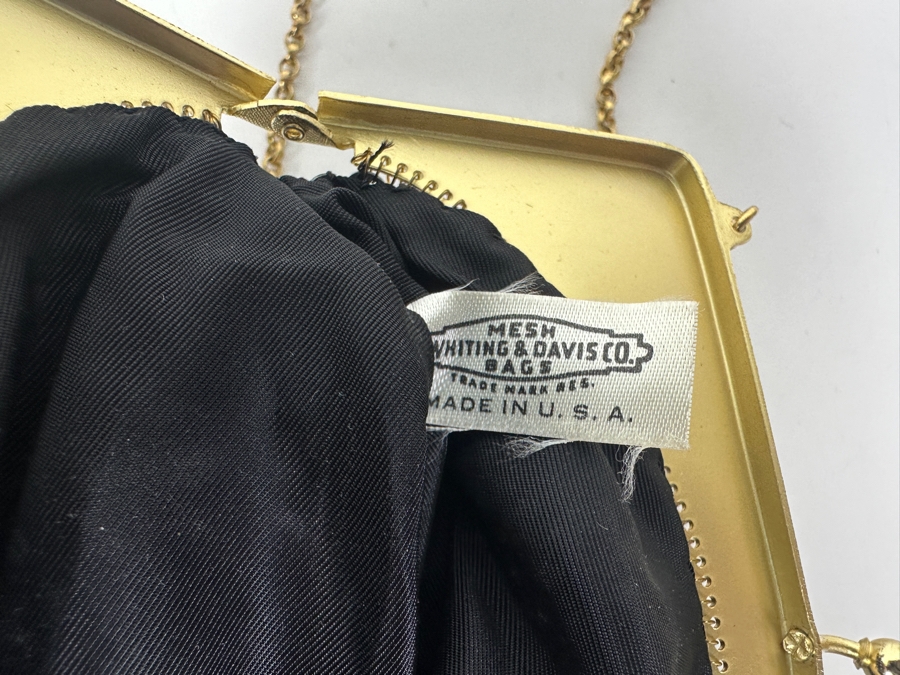 MESH
WHITING & DAVIS CO.
BAGS
TRADE MARK REG.
MADE IN U. S. A.